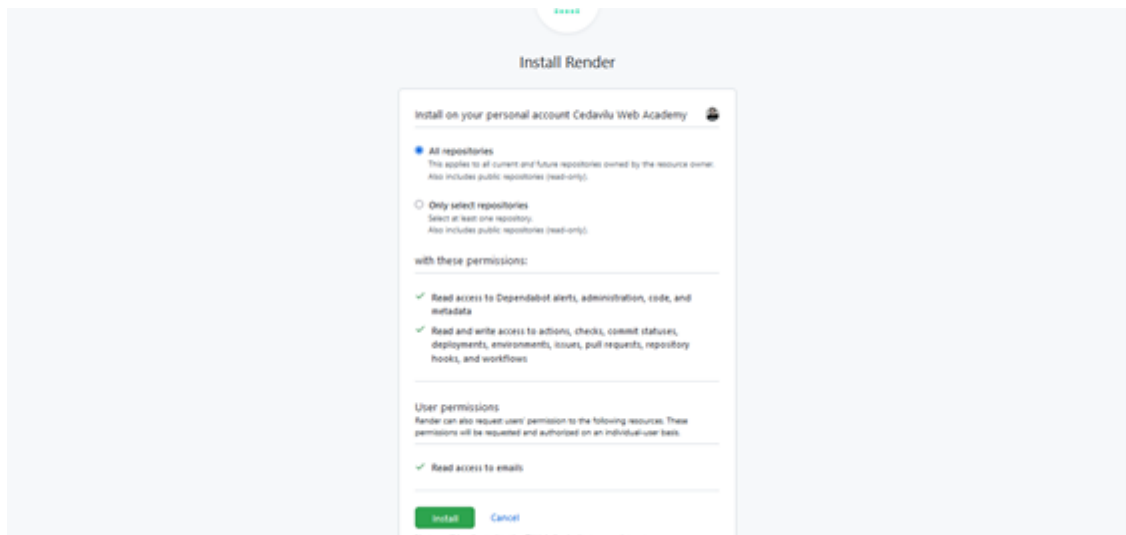 Install Render
Install on your personal account Cedavilu Web Academy
All repositories
This applies to all current and future repositories owned by the resource owner.
Also includes public repositories (read-only).
Only select repositories
Select at least one repository.
Also includes public repositories (read-only).
with these permissions:
Read access to Dependabot alerts, administration, code, and
metadata
Read and write access to actions, checks, commit statuses,
deployments, environments, issues, pull requests, repository
hooks, and workflows
User permissions
Render can also request users' permission to the following resources. These
permissions will be requested and authorized on an individual-user basis.
Read access to emails
Install
Cancel